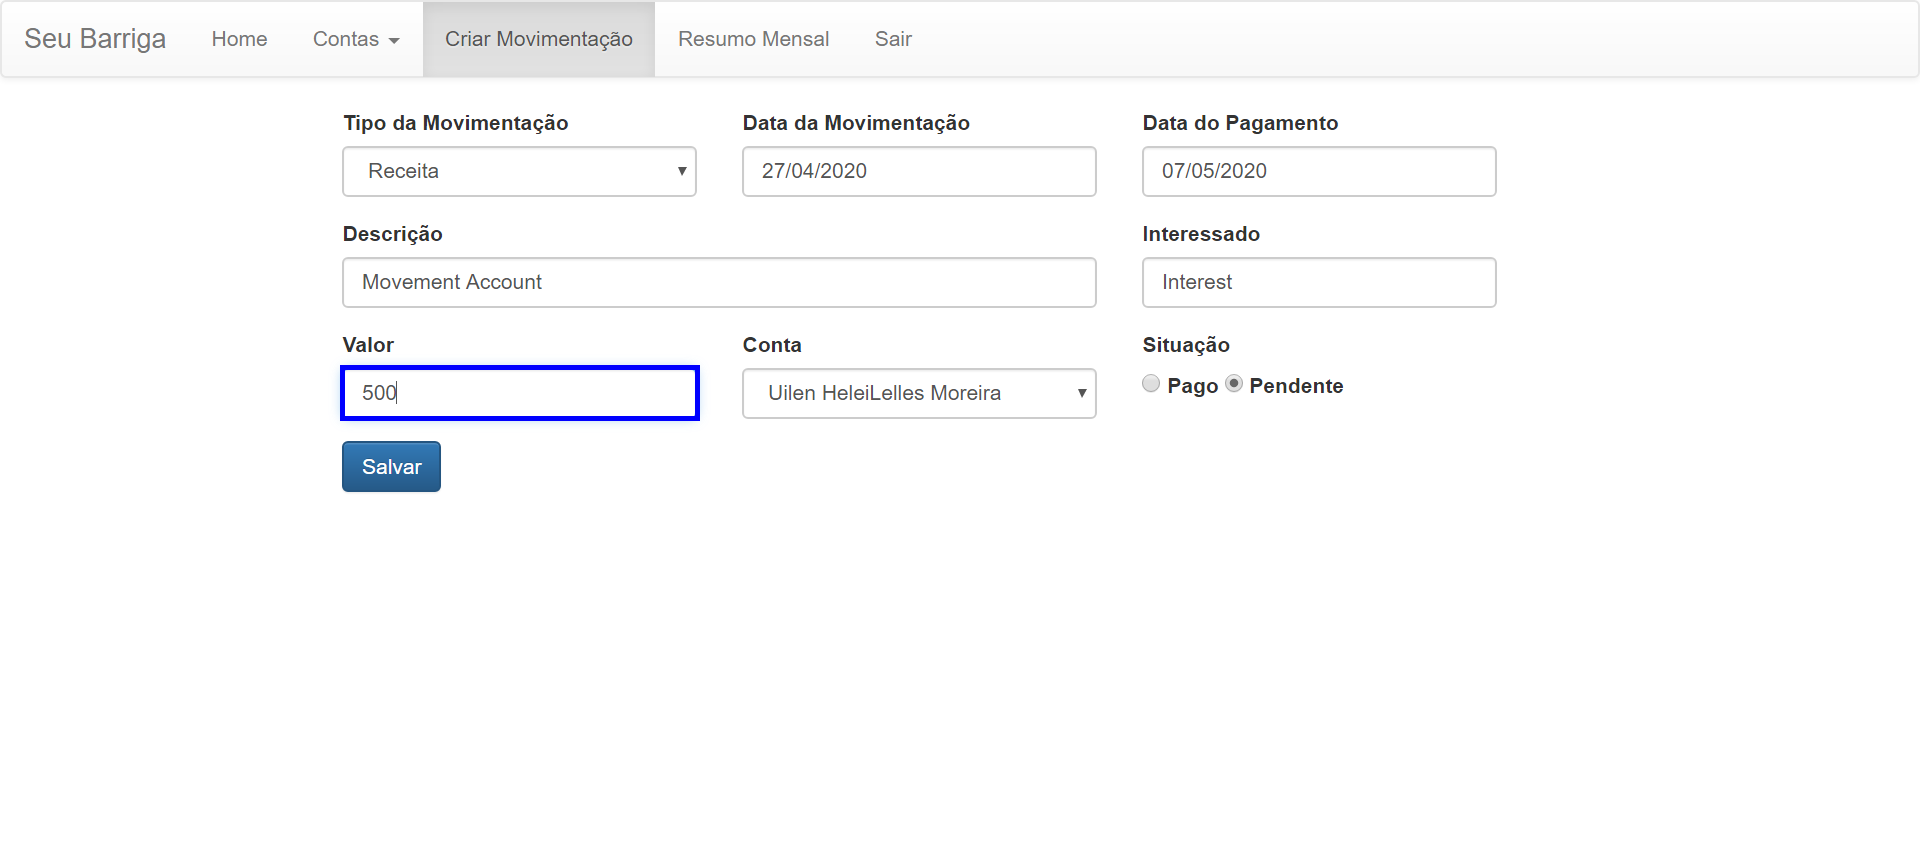 Seu Barriga Home Contas Criar Movimentação Resumo Mensal Sair
Tipo da Movimentação Data da Movimentação Data do Pagamento
Receita 27/04/2020 07/05/2020
Descrição Interessado
Movement Account Interest
Valor Conta Situação
500 Uilen HeleiLelles Moreira Pago Pendente
Salvar